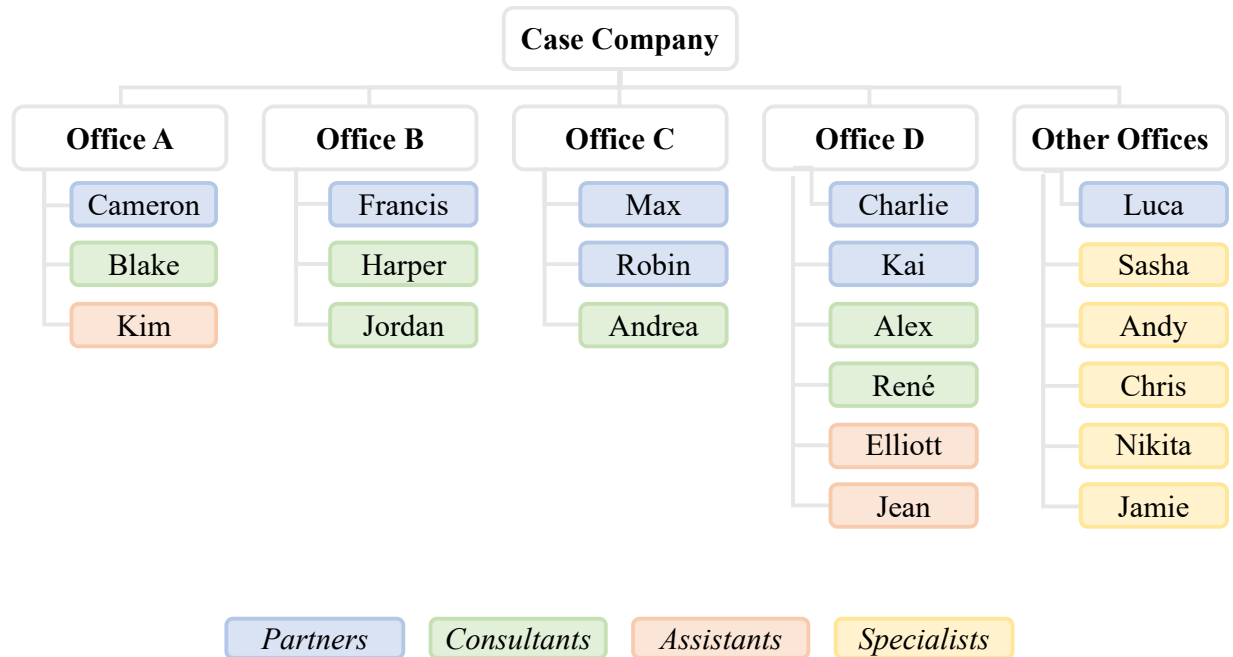 Case Company
Office A
Office B
Office C
Office D
Other Offices
Cameron
Francis
Max
Charlie
Luca
Blake
Harper
Robin
Kai
Sasha
Kim
Jordan
Andrea
Alex
Andy
René
Chris
Elliott
Nikita
Jean
Jamie
Partners
Consultants
Assistants
Specialists